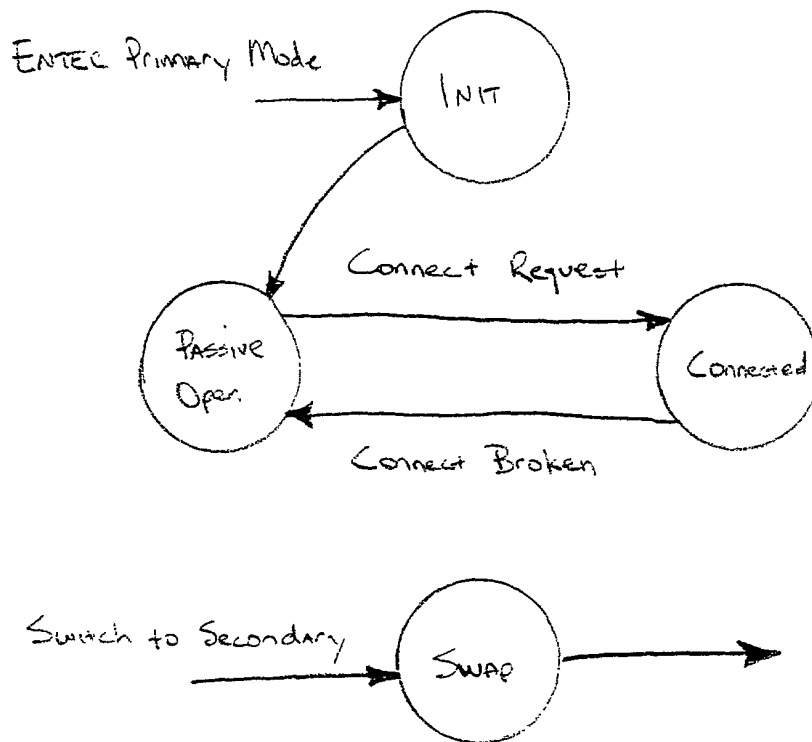 ENTER Primary Mode
INIT
Connect Request
PASSIVE
Oper.
Connected
Connect Broken
Switch to Secondary
SWAP